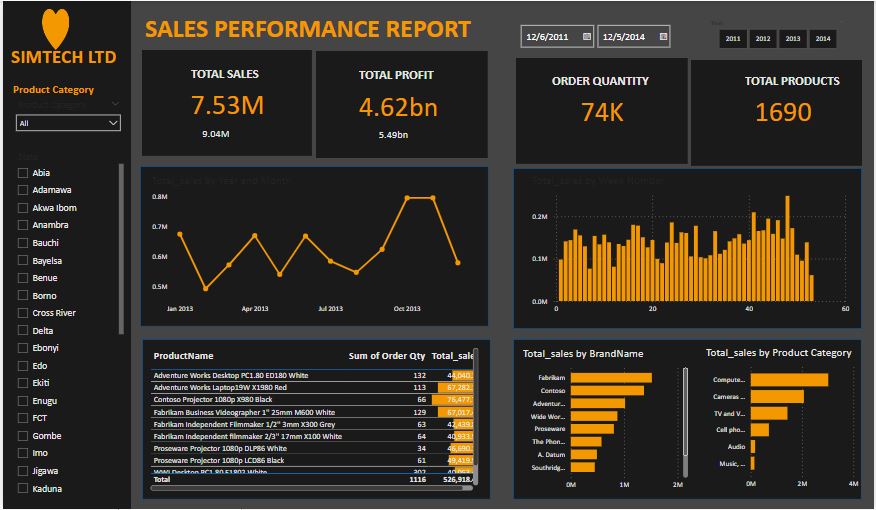 SIMTECH LTD
Product Category
Product Category
All
State
Abia
Adamawa
Akwa Ibom
Anambra
Bauchi
Bayelsa
Benue
Borno
Cross River
Delta
Ebonyi
Edo
Ekiti
Enugu
FCT
Gombe
Imo
Jigawa
Kaduna
SALES PERFORMANCE REPORT
12/6/2011 12/5/2014
Year
2011 2012 2013 2014
TOTAL SALES
7.53M
9.04M
TOTAL PROFIT
4.62bn
5.49bn
ORDER QUANTITY
74K
TOTAL PRODUCTS
1690
Total_sales by Year and Month
0.8M
0.7M
0.6M
0.5M
Jan 2013 Apr 2013 Jul 2013 Oct 2013
Total_sales by Week Number
0.2M
0.1M
0.0M
0 20 40 60
ProductName Sum of Order Qty Total_sale
Adventure Works Desktop PC1.80 ED180 White 132 44,040.
Adventure Works Laptop19W X1980 Red 113 67,282.
Contoso Projector 1080p X980 Black 66 76,477.
Fabrikam Business Videographer 1" 25mm M600 White 129 67,017.
Fabrikam Independent Filmmaker 1/2" 3mm X300 Grey 63 42,439.
Fabrikam Independent filmmaker 2/3" 17mm X100 White 64 40,933.
Proseware Projector 1080p DLP86 White 34 46,690.
Proseware Projector 1080p LCD86 Black 61 49,419.
WWI Desktop PC1.80 E1802 White 302 40,063.
Total 1116 526,918.
Total_sales by BrandName
Fabrikam
Contoso
Adventur...
Wide Wor...
Proseware
The Phon...
A. Datum
Southridg...
0M 1M 2M
Total_sales by Product Category
Compute...
Cameras ...
TV and V...
Cell pho...
Audio
Music, ...
0M 2M 4M